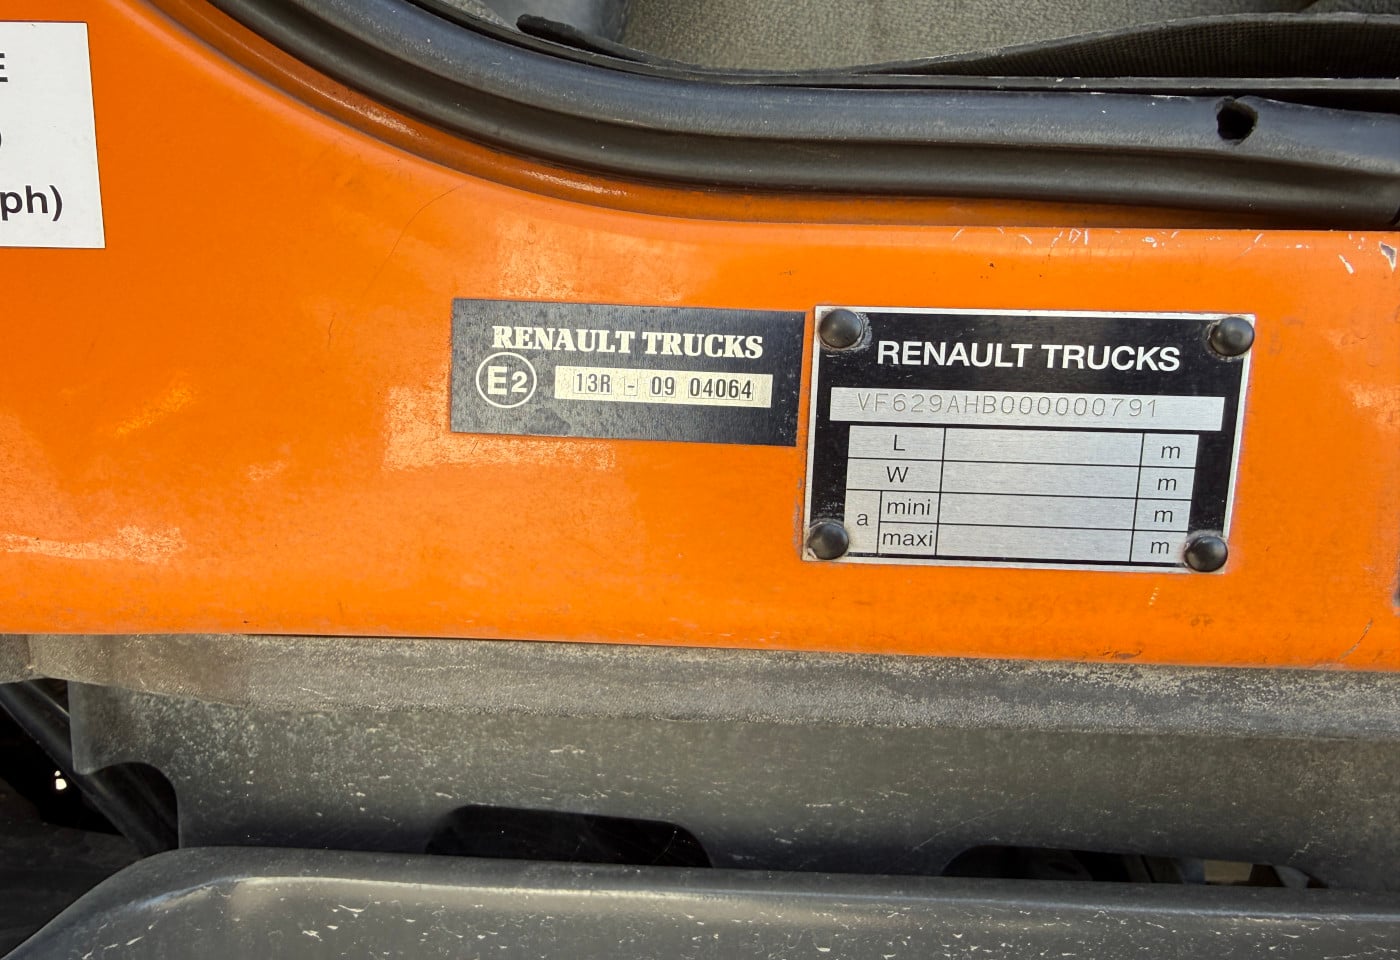 E
ph)
RENAULT TRUCKS
E2 13R - 09 04064
RENAULT TRUCKS
VF629AHB000000791
L m
W m
a mini m
maxi m